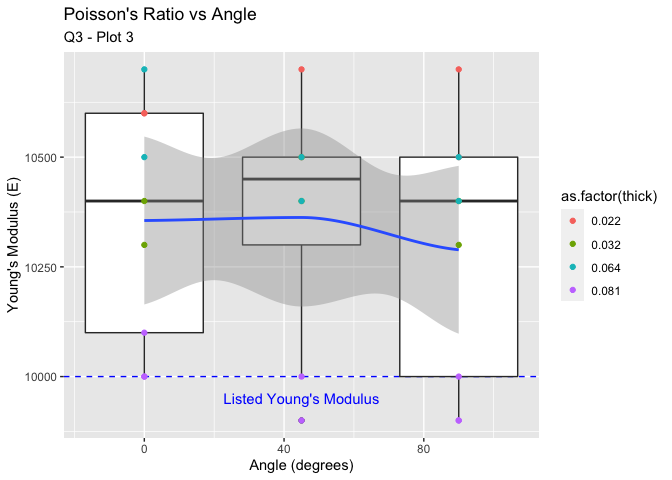 Poisson's Ratio vs Angle
Q3 - Plot 3
Young's Modulus (E)
10500
10250
10000
Listed Young's Modulus
0
40
80
Angle (degrees)
as.factor(thick)
0.022
0.032
0.064
0.081